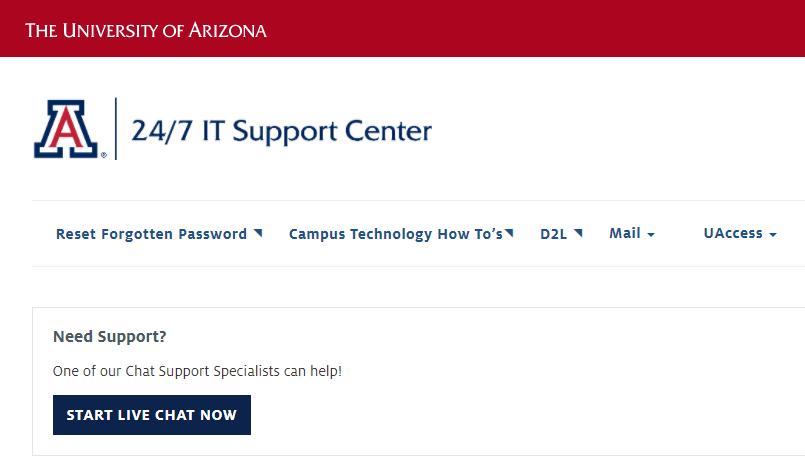 THE UNIVERSITY OF ARIZONA
A®
24/7 IT Support Center
Reset Forgotten Password Campus Technology How To's D2L Mail UAccess
Need Support?
One of our Chat Support Specialists can help!
START LIVE CHAT NOW